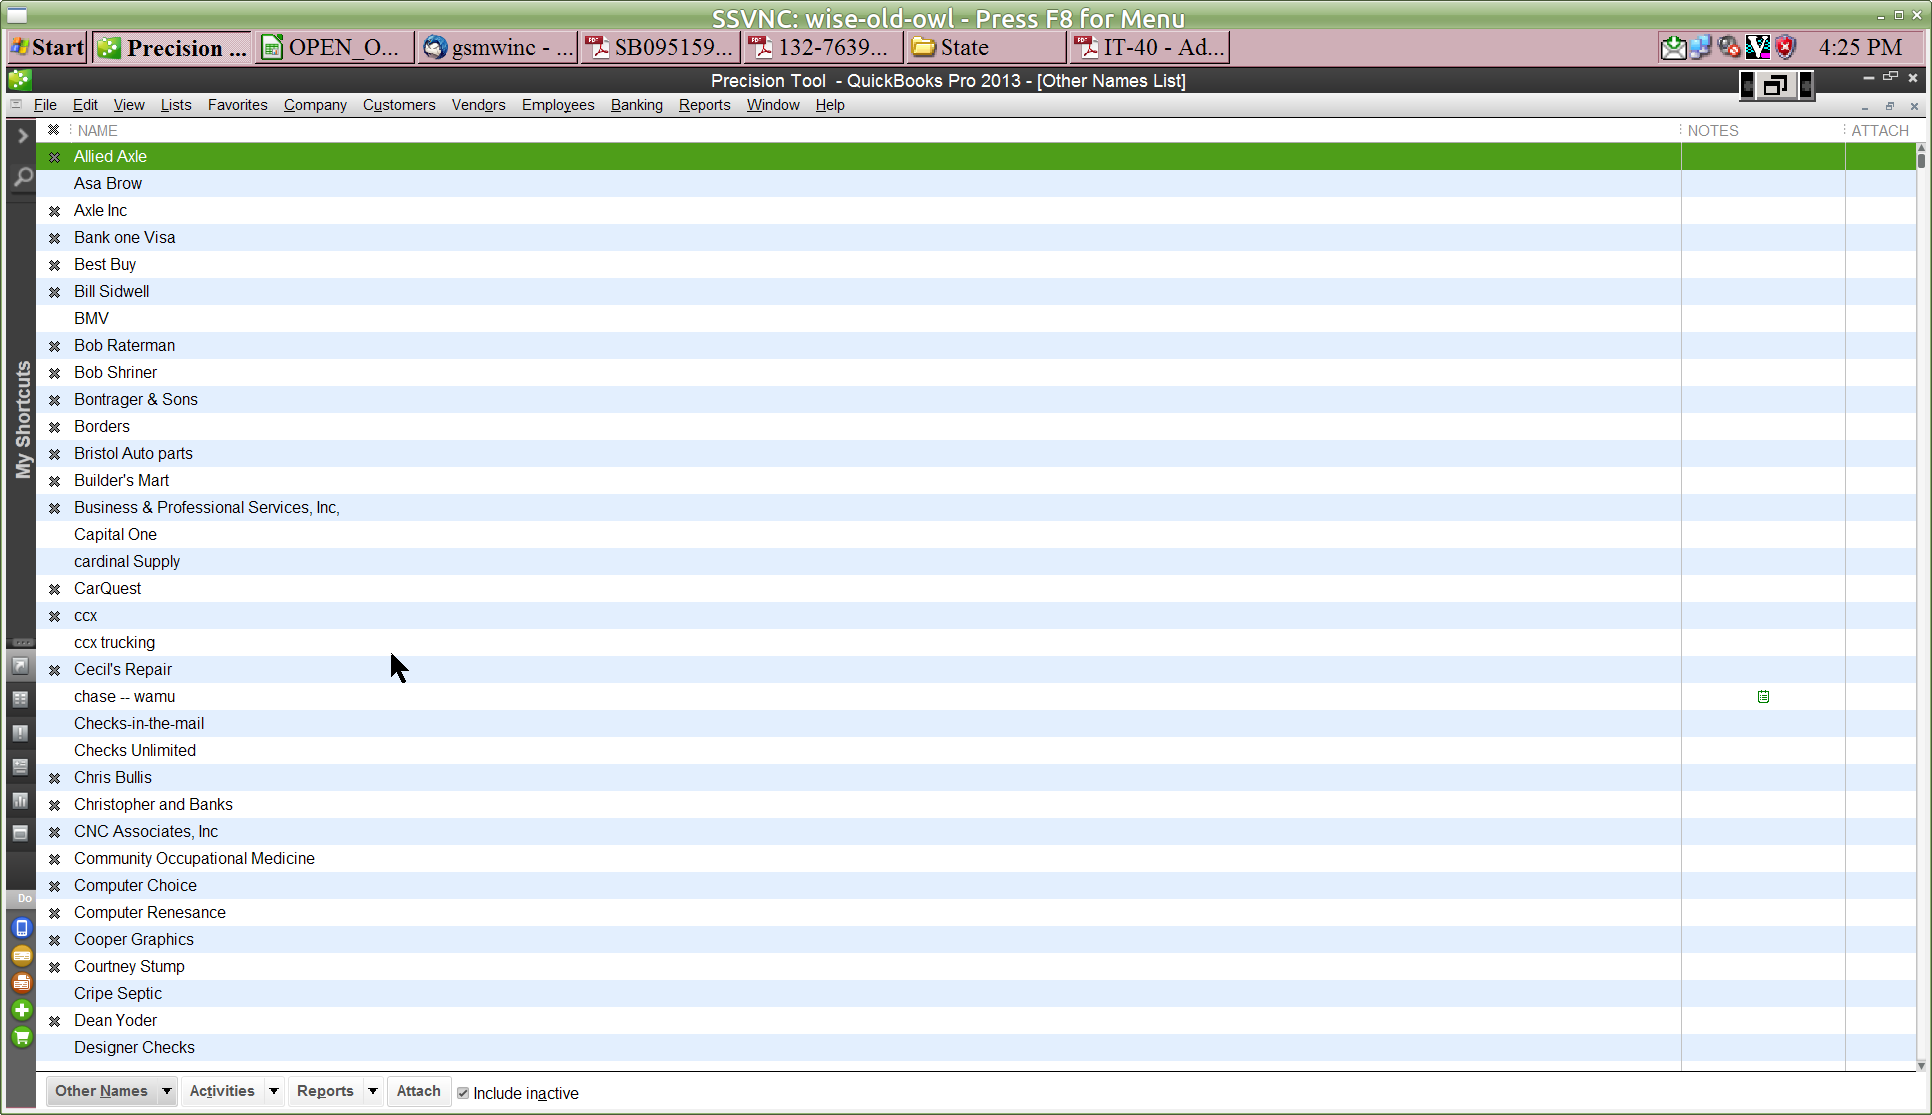 SSVNC: wise-old-owl - Press F8 for Menu
Start
Precision ...
OPEN_O...
gsmwinc - ...
SB095159...
132-7639...
State
IT-40 - Ad...
4:25 PM
Precision Tool - QuickBooks Pro 2013 - [Other Names List]
File Edit View Lists Favorites Company Customers Vendors Employees Banking Reports Window Help
NAME NOTES ATTACH
Allied Axle
Asa Brow
Axle Inc
Bank one Visa
Best Buy
Bill Sidwell
BMV
Bob Raterman
Bob Shriner
Bontrager & Sons
Borders
Bristol Auto parts
Builder's Mart
Business & Professional Services, Inc,
Capital One
cardinal Supply
CarQuest
ccx
ccx trucking
Cecil's Repair
chase -- wamu
Checks-in-the-mail
Checks Unlimited
Chris Bullis
Christopher and Banks
CNC Associates, Inc
Community Occupational Medicine
Computer Choice
Computer Renesance
Cooper Graphics
Courtney Stump
Cripe Septic
Dean Yoder
Designer Checks
My Shortcuts
Do
Other Names Activities Reports Attach Include inactive